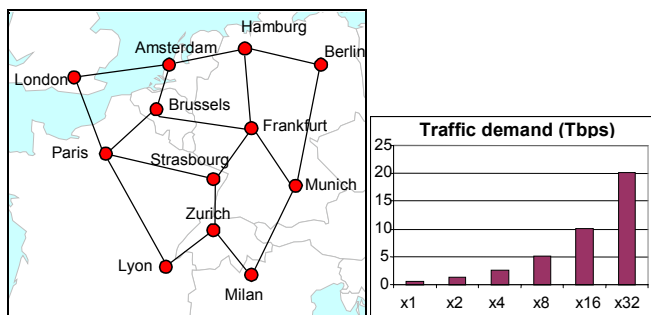 Hamburg
Amsterdam
Berlin
London
Brussels
Frankfurt
Paris
Strasbourg
Munich
Zurich
Lyon
Milan
Traffic demand (Tbps)
25
20
15
10
5
0
x1 x2 x4 x8 x16 x32